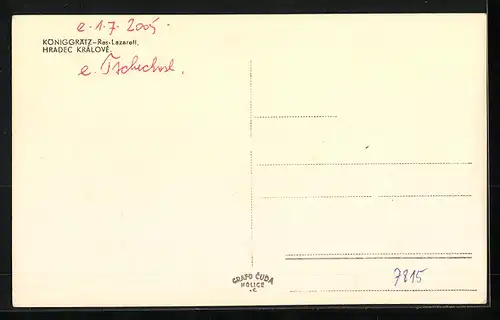 e. 1.7. 2005.
KÖNIGGRÄTZ-Res.-Lazarett,
HRADEC KRÁLOVÉ.
e.
GRAFO ČUDA
HOLICE
7815